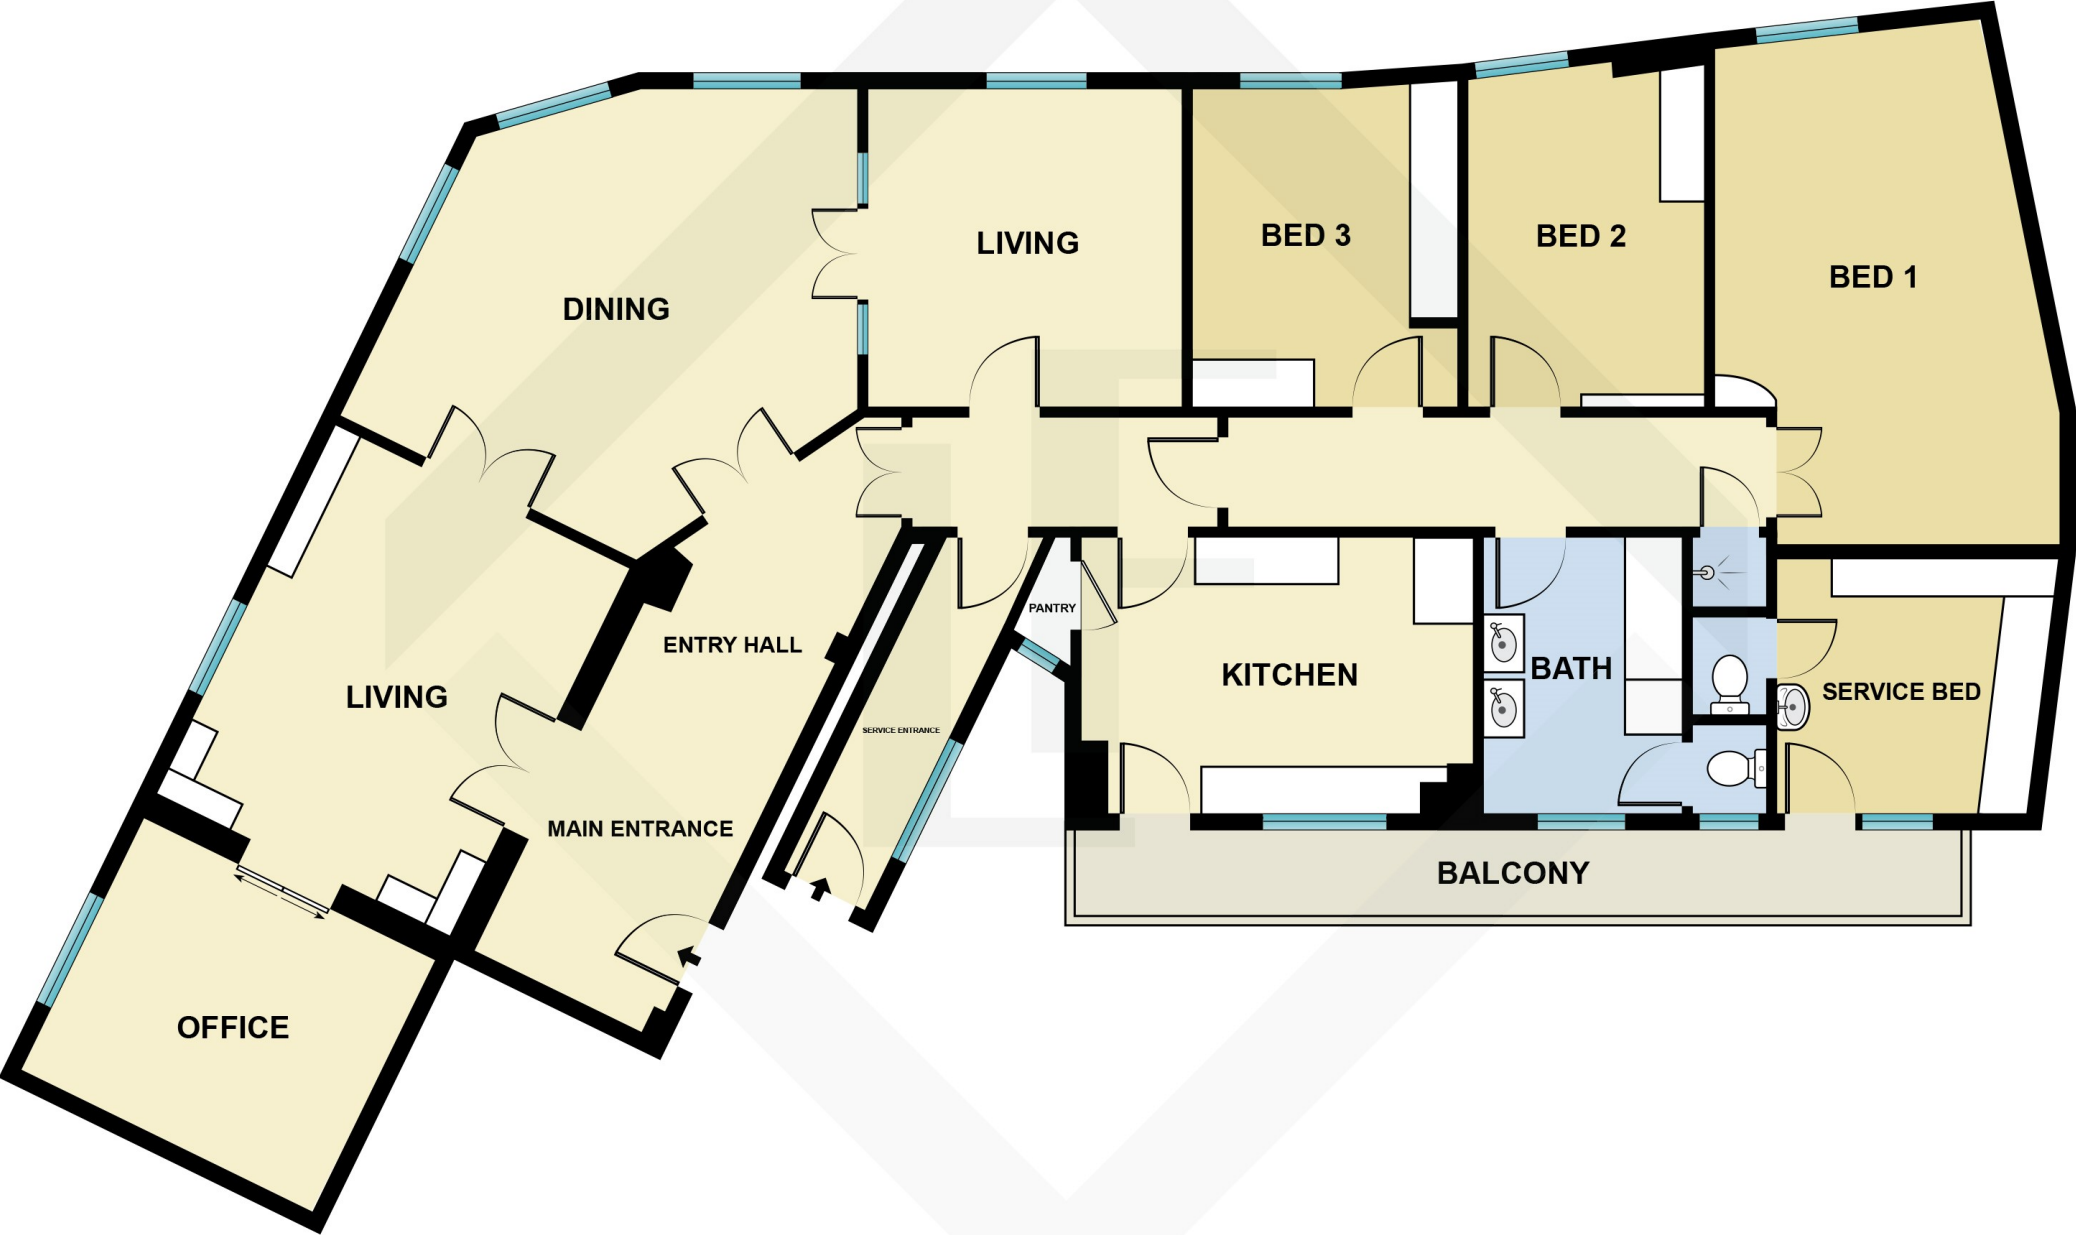 BED 3
BED 2
LIVING
BED 1
DINING
PANTRY
ENTRY HALL
KITCHEN
BATH
SERVICE BED
LIVING
SERVICE ENTRANCE
MAIN ENTRANCE
BALCONY
OFFICE